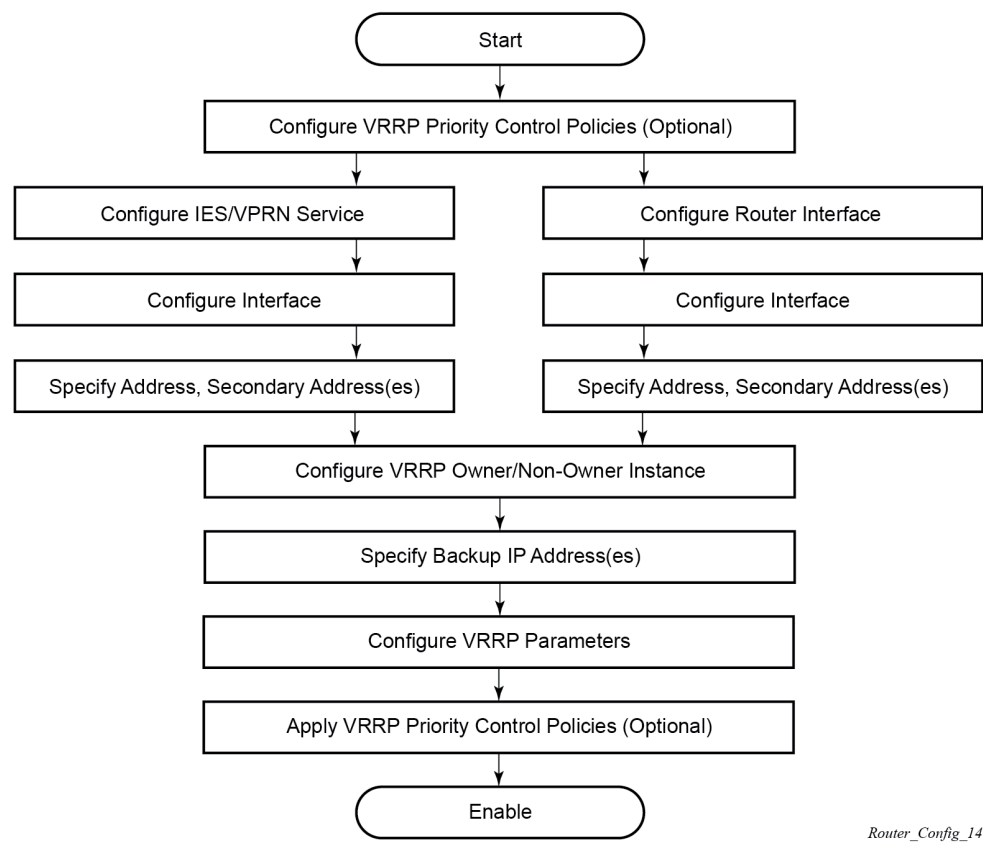 Start
Configure VRRP Priority Control Policies (Optional)
Configure IES/VPRN Service
Configure Router Interface
Configure Interface
Configure Interface
Specify Address, Secondary Address(es)
Specify Address, Secondary Address(es)
Configure VRRP Owner/Non-Owner Instance
Specify Backup IP Address(es)
Configure VRRP Parameters
Apply VRRP Priority Control Policies (Optional)
Enable
Router_Config_14